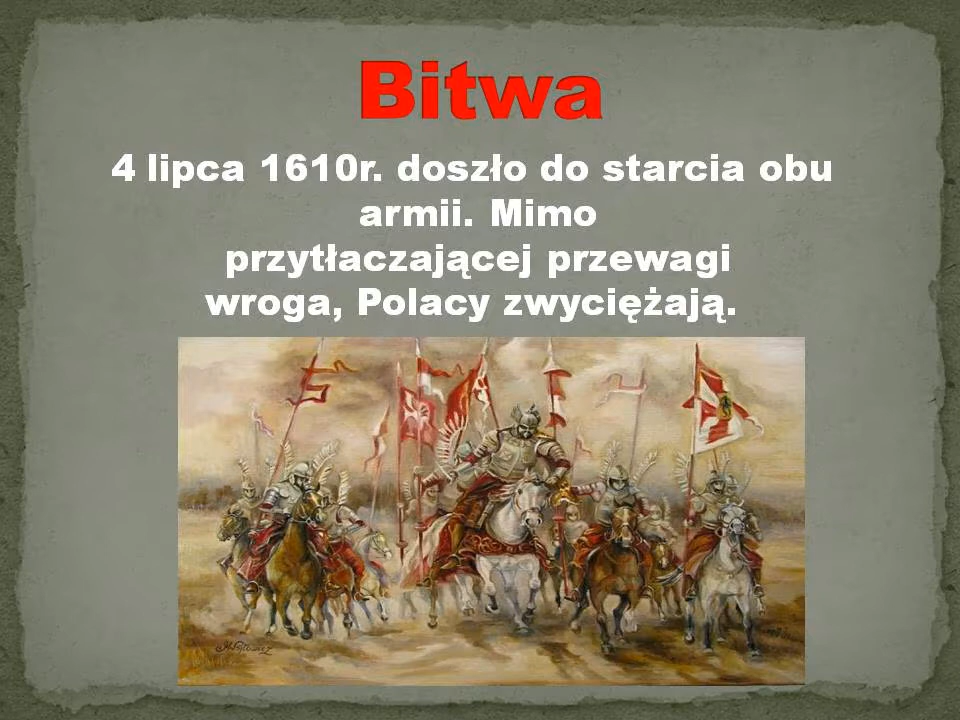 Bitwa
4 lipca 1610r. doszło do starcia obu
armii. Mimo
przytłaczającej przewagi
wroga, Polacy zwyciężają.